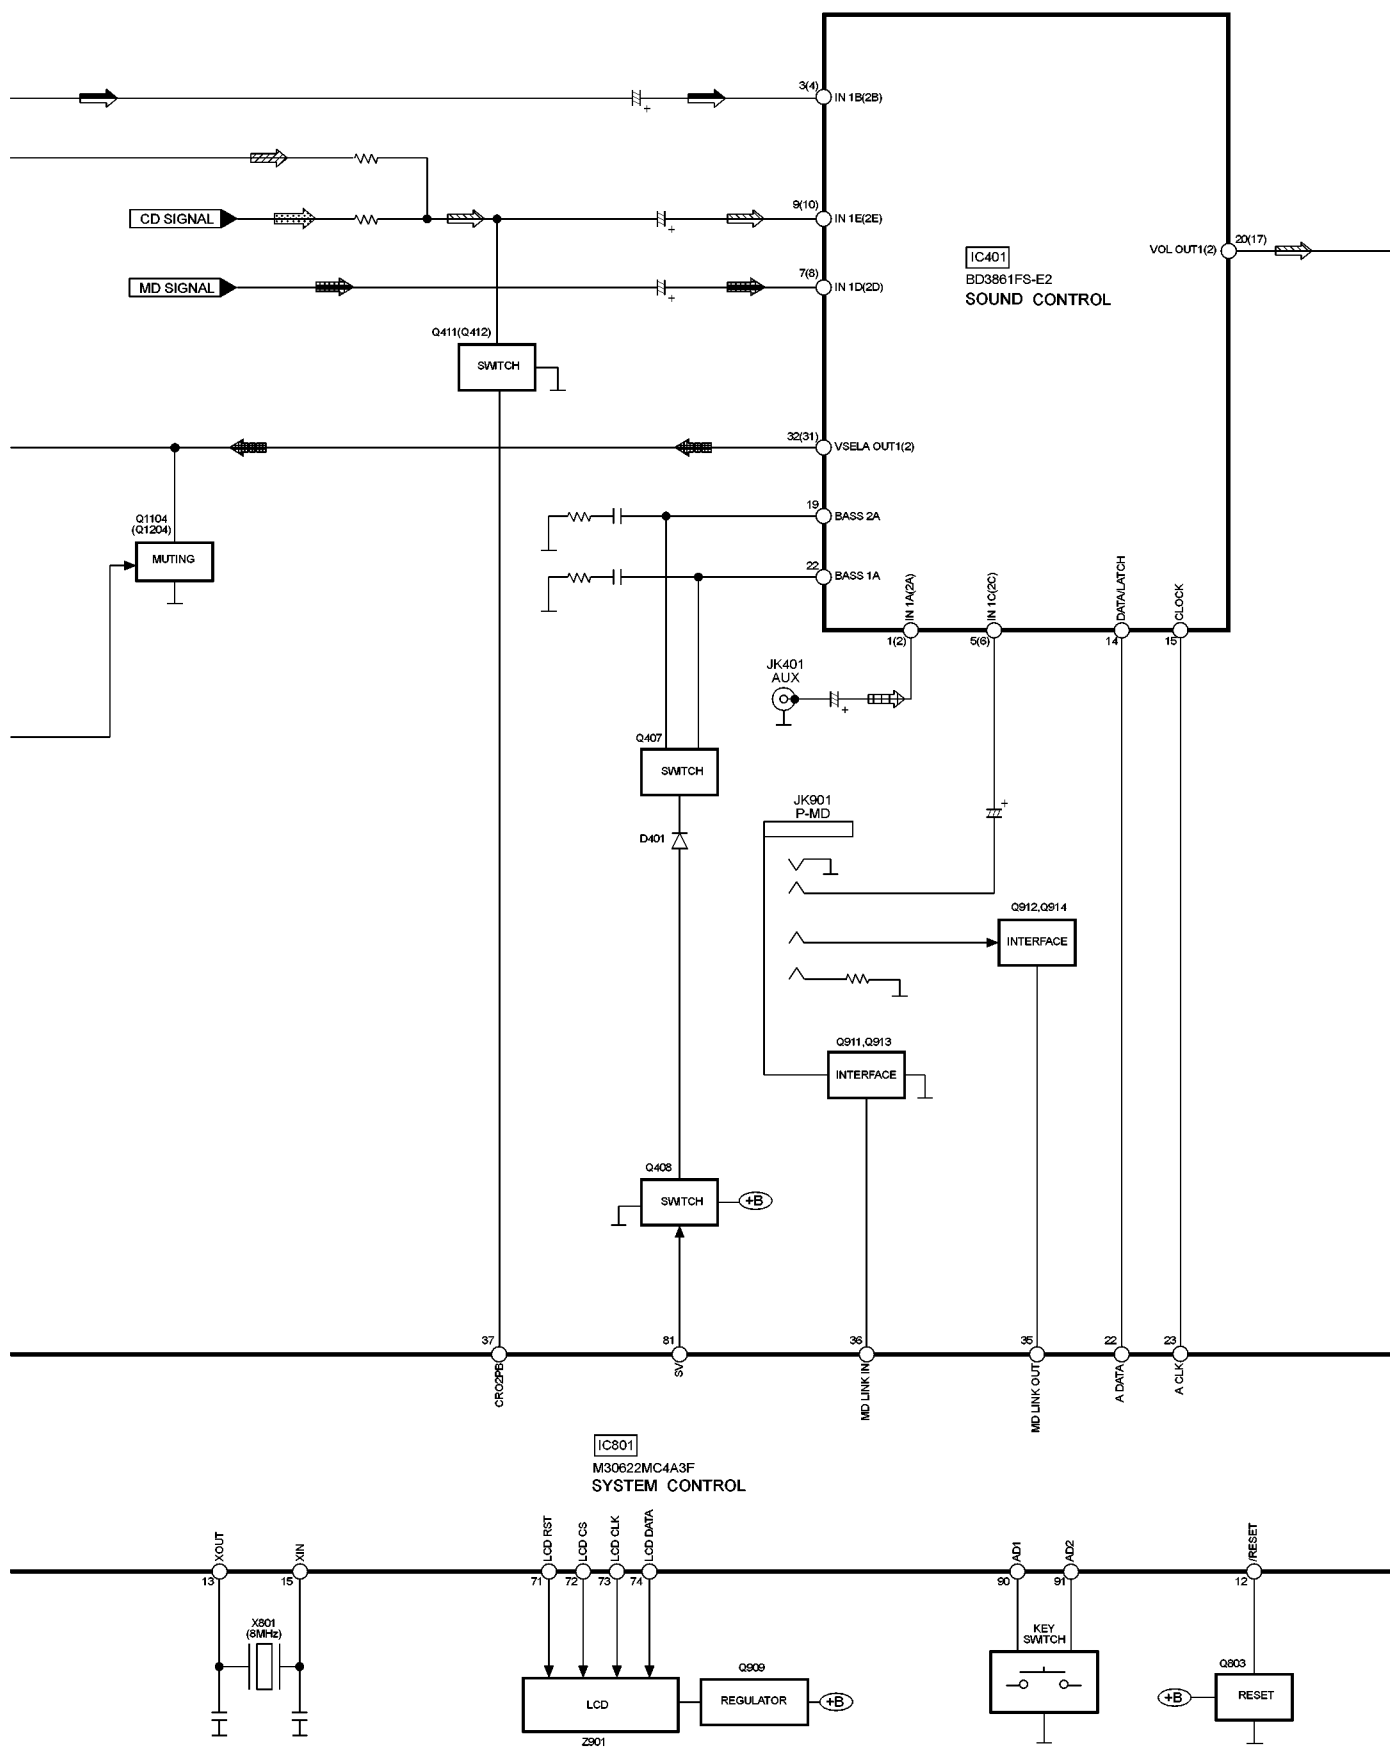 3(4)
IN 1B(2B)
CD SIGNAL
9(10)
IN 1E(2E)
MD SIGNAL
7(8)
IN 1D(2D)
IC401
BD3861FS-E2
SOUND CONTROL
VOL OUT1(2)
20(17)
Q411(Q412)
SWITCH
32(31)
VSELA OUT1(2)
Q1104
(Q1204)
MUTING
19
BASS 2A
22
BASS 1A
IN 1A(2A)
IN 1C(2C)
DATA/LATCH
CLOCK
1(2)
5(6)
14
15
JK401
AUX
+
Q407
SWITCH
D401
JK901
P-MD
+
Q912,Q914
INTERFACE
Q911,Q913
INTERFACE
Q408
SWITCH
+B
37
81
36
35
22
23
CRO2PB
SV
MD LINK IN
MD LINK OUT
A DATA
A CLK
IC801
M30622MC4A3F
SYSTEM CONTROL
XOUT
XIN
LCD RST
LCD CS
LCD CLK
LCD DATA
AD1
AD2
/RESET
13
15
71
72
73
74
90
91
12
X801
(8MHz)
KEY
SWITCH
Q909
LCD
REGULATOR
+B
Z901
Q803
+B
RESET